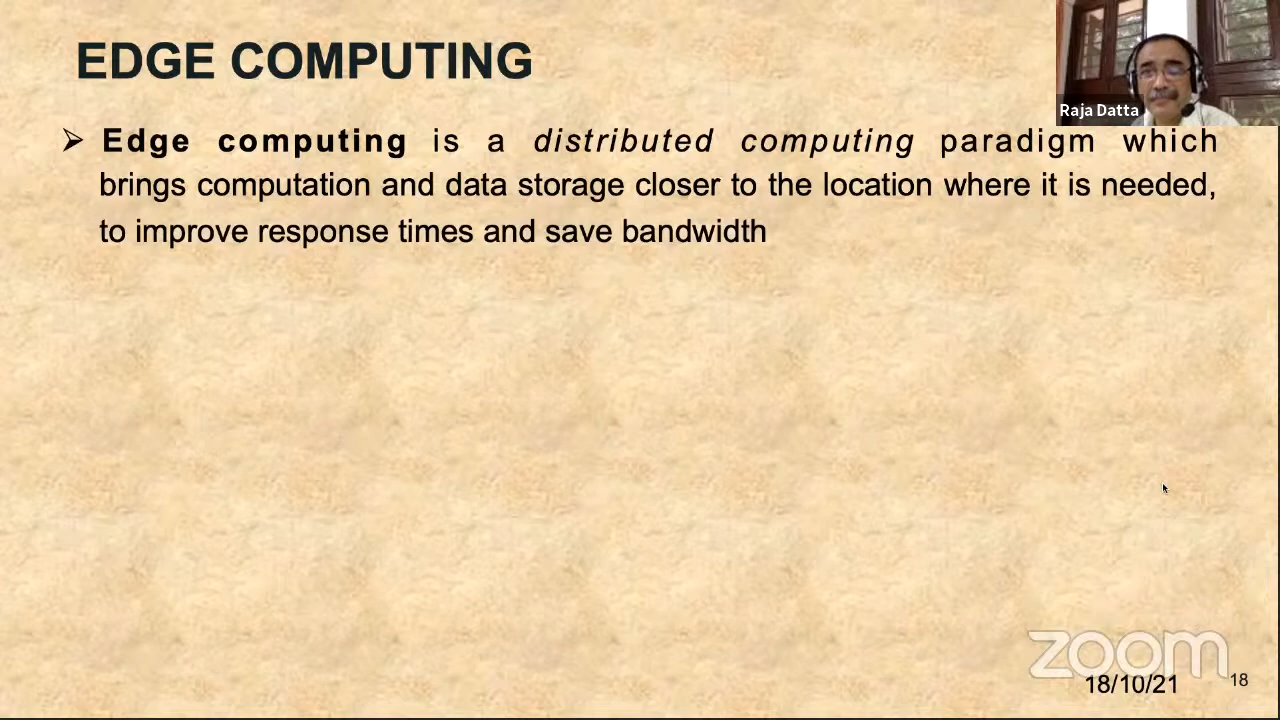 EDGE COMPUTING
Raja Datta
➢ Edge computing is a distributed computing paradigm which
brings computation and data storage closer to the location where it is needed,
to improve response times and save bandwidth
zoom
18/10/21
18